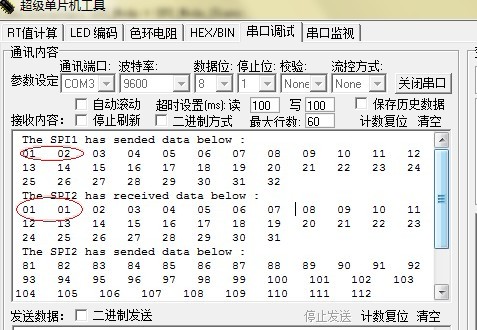 超级单片机工具
RT值计算 LED 编码 色环电阻 HEX/BIN 串口调试 串口监视
通讯内容
通讯端口: 波特率: 数据位: 停止位: 校验: 流控方式:
参数设定 COM3 9600 8 1 None None 关闭串口
自动滚动 超时设置(ms): 读 100 写 100 保存历史数据
接收内容: 停止刷新 二进制方式 最大行数: 60 计数复位 清空
The SPI1 has sended data below :
01 02 03 04 05 06 07 08 09 10 11 12
13 14 15 16 17 18 19 20 21 22 23 24
25 26 27 28 29 30 31 32
The SPI2 has received data below :
01 01 02 03 04 05 06 07 08 09 10 11
12 13 14 15 16 17 18 19 20 21 22 23
24 25 26 27 28 29 30 31
The SPI2 has sended data below :
81 82 83 84 85 86 87 88 89 90 91 92
93 94 95 96 97 98 99 100 101 102 103
104 105 106 107 108 109 110 111 112
发送数据: 二进制发送 停止发送 计数复位 清空